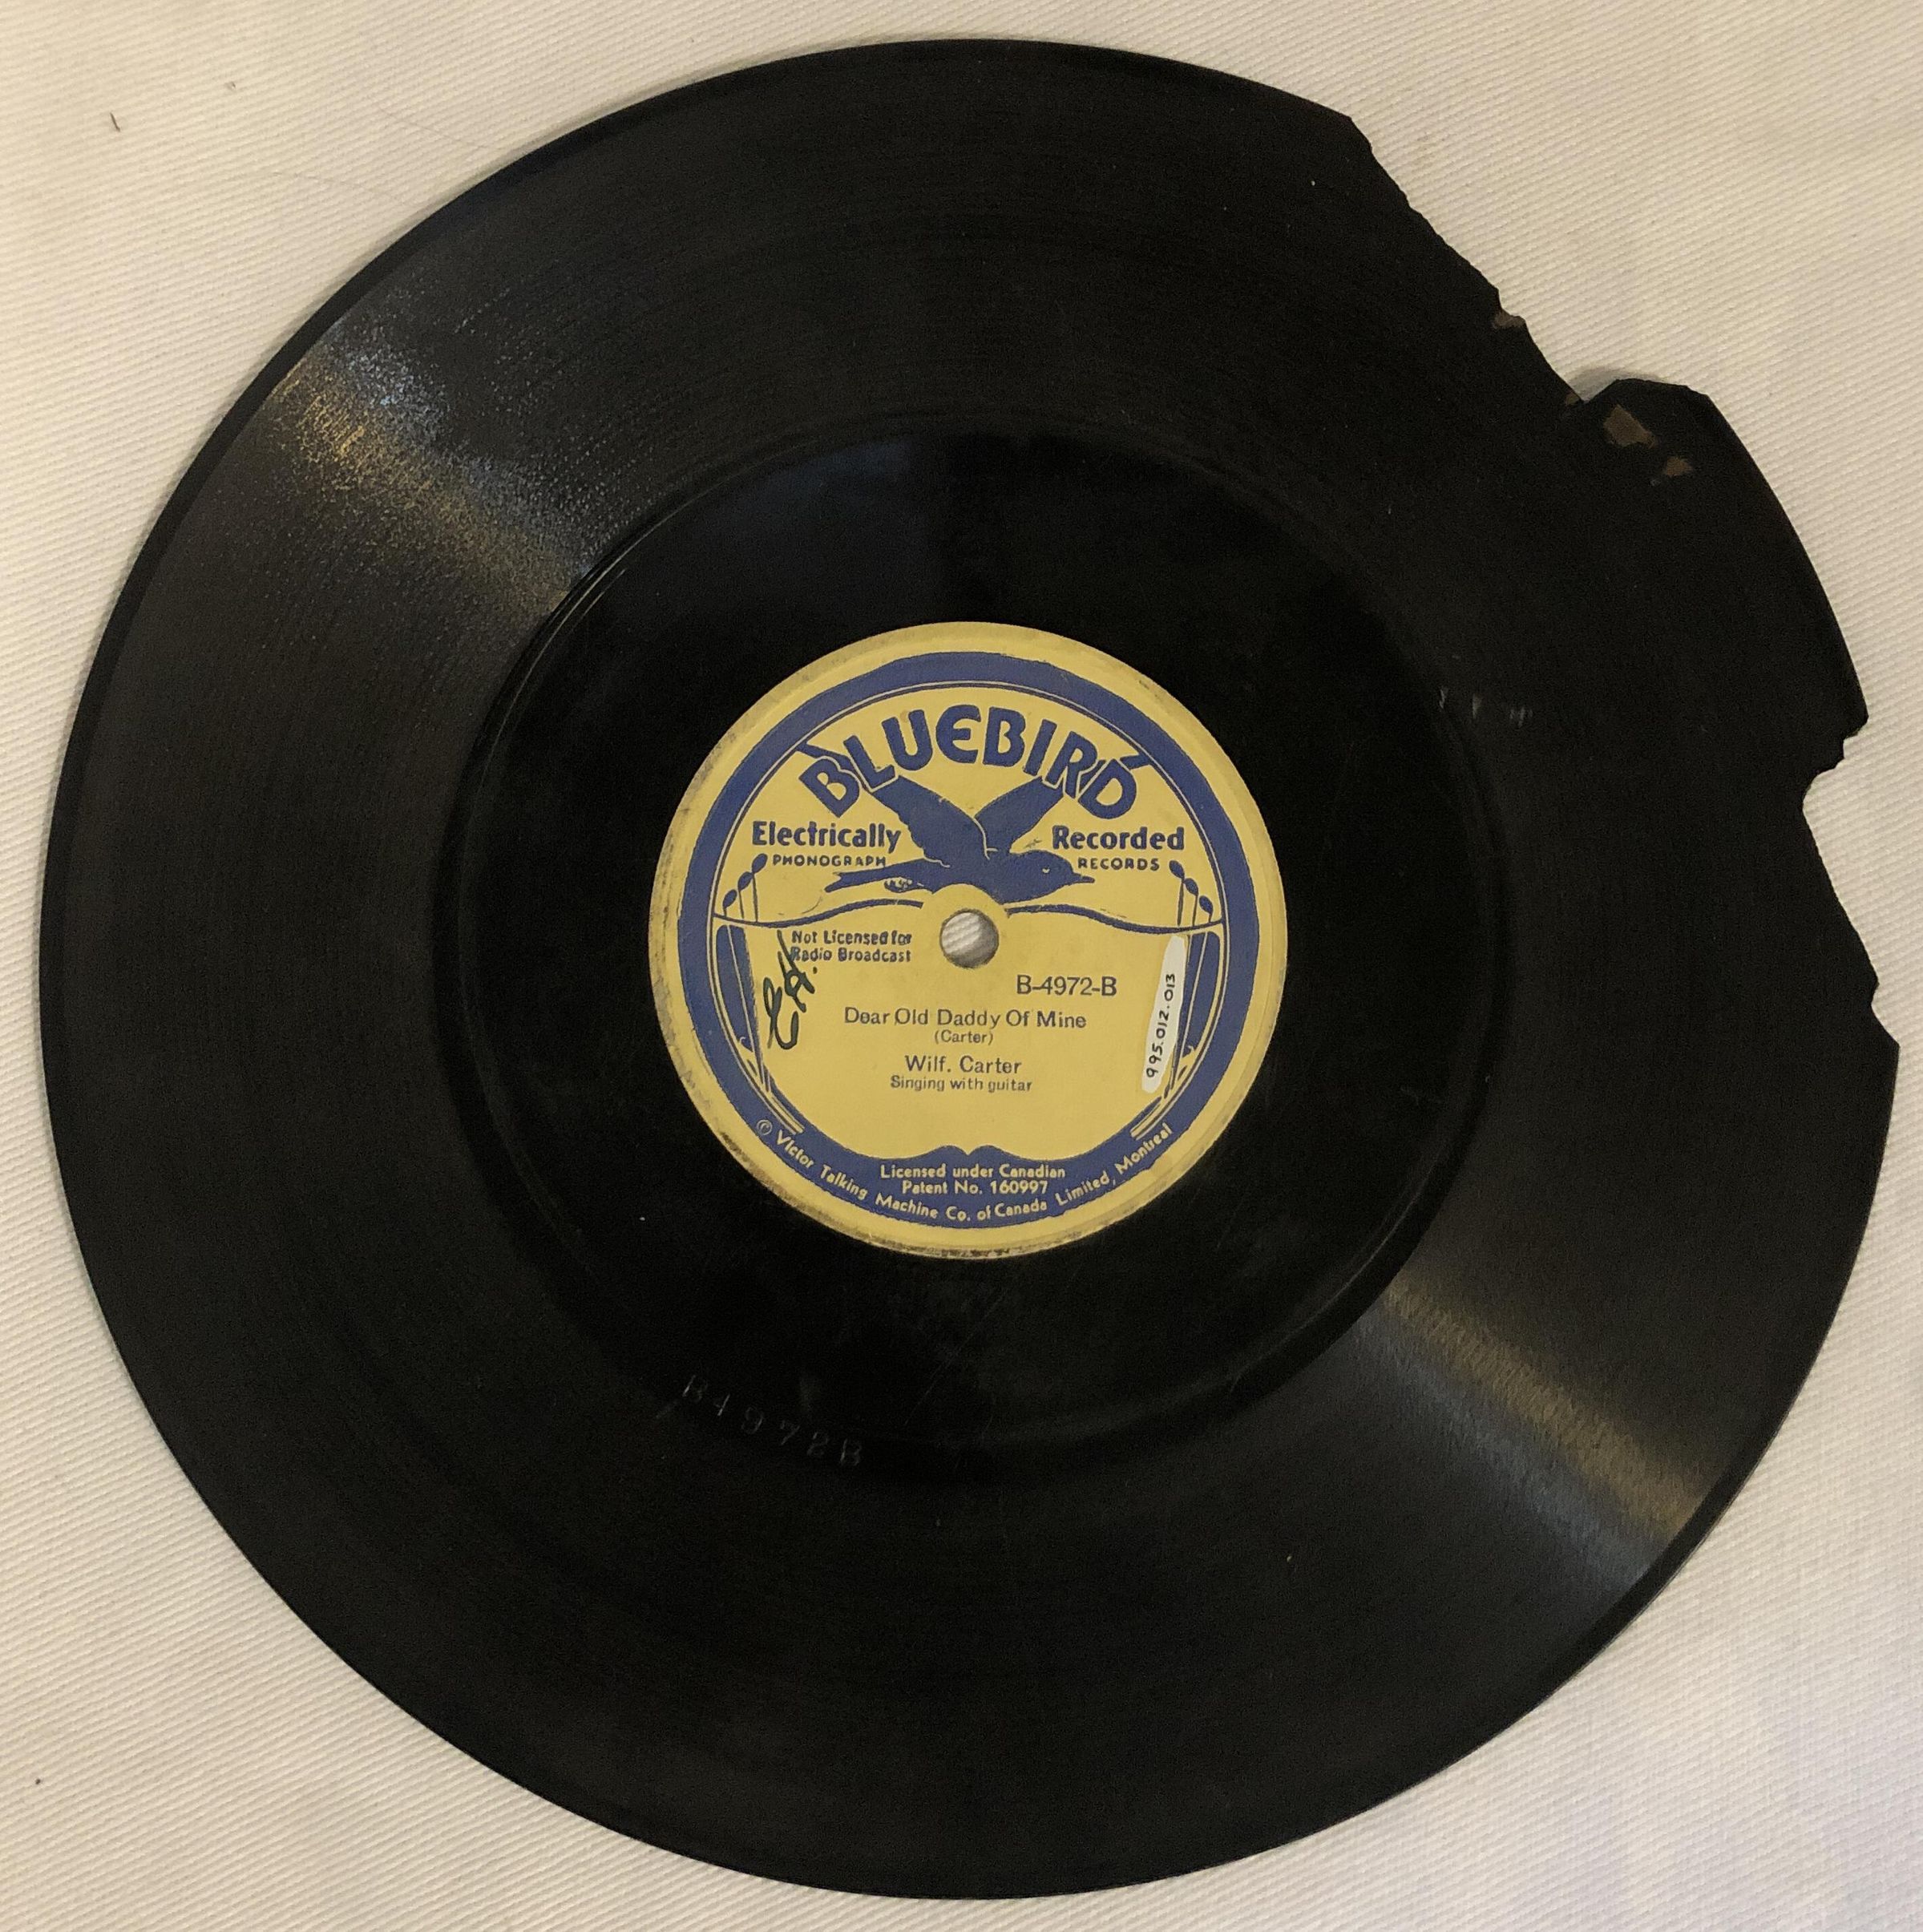 BLUEBIRD
Electrically Recorded
PHONOGRAPH RECORDS
Not Licensed for
Radio Broadcast
E.H.
B-4972-B
Dear Old Daddy Of Mine
(Carter)
Wilf. Carter
Singing with guitar
995.012.013
Licensed under Canadian
Patent No. 160997
© Victor Talking Machine Co. of Canada Limited, Montreal
B4972B